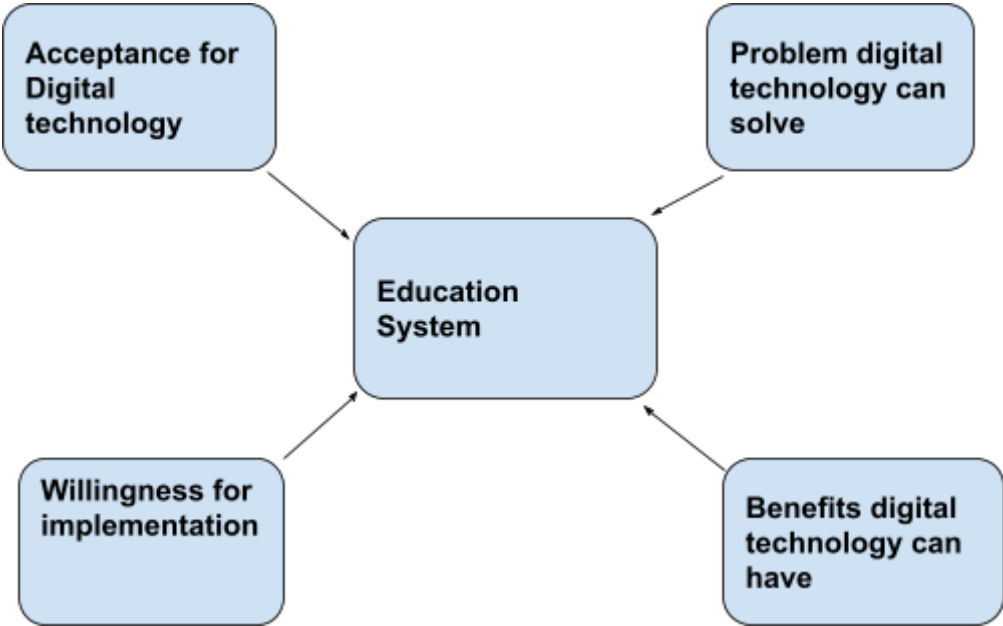 Acceptance for
Digital
technology
Problem digital
technology can
solve
Education
System
Willingness for
implementation
Benefits digital
technology can
have